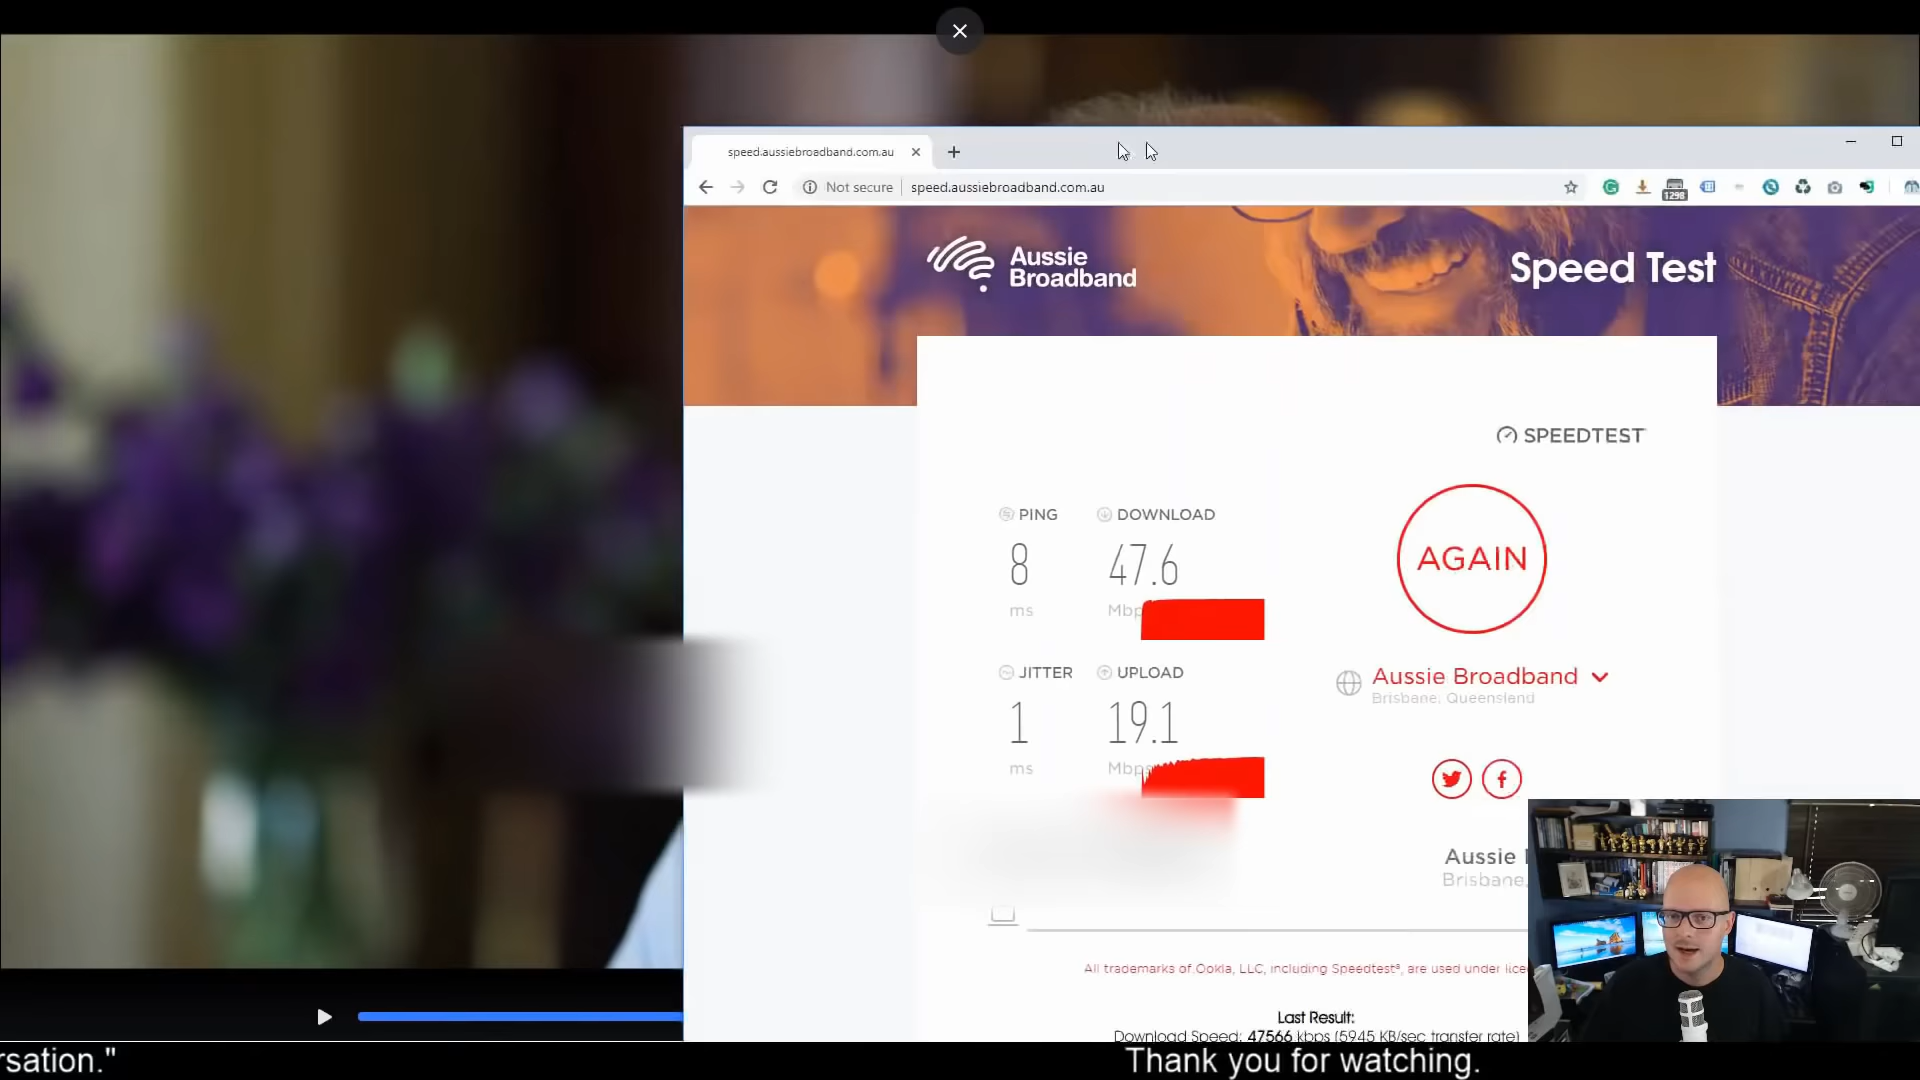 speed.aussiebroadband.com.au
Not secure
speed.aussiebroadband.com.au
1298
Aussie
Broadband
Speed Test
SPEEDTEST
PING
DOWNLOAD
8
47.6
ms
Mbp
AGAIN
JITTER
UPLOAD
1
19.1
ms
Mbps
Aussie Broadband
Brisbane, Queensland
Aussie
Brisbane,
All trademarks of Ookla, LLC, including Speedtest®, are used under lice
Last Result:
Download Speed: 47566 kbps (5945 KB/sec transfer rate)
rsation."
Thank you for watching.